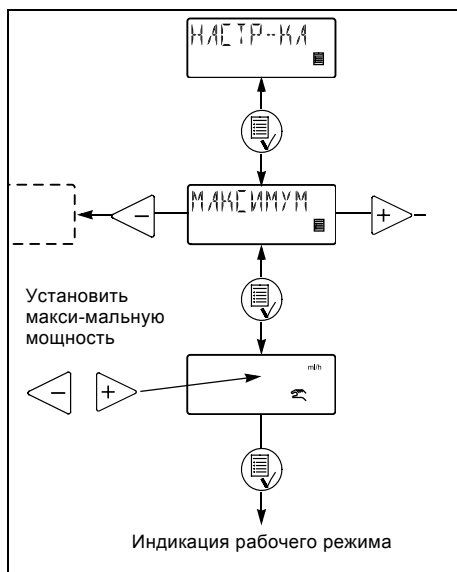 НАСТР-КА
МАКСИМУМ
Установить
макси-мальную
мощность
ml/h
Индикация рабочего режима